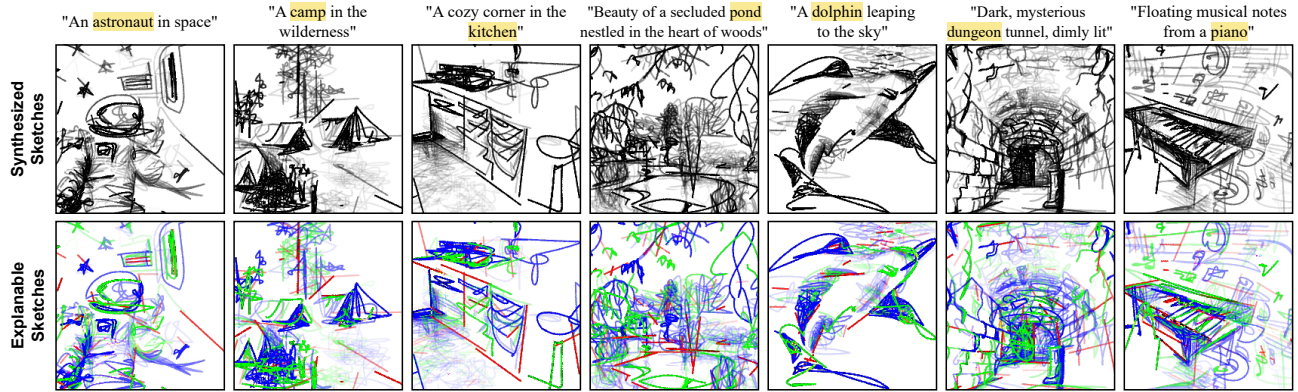 "An astronaut in space"
"A camp in the
wilderness"
"A cozy corner in the
kitchen"
"Beauty of a secluded pond
nestled in the heart of woods"
"A dolphin leaping
to the sky"
"Dark, mysterious
dungeon tunnel, dimly lit"
"Floating musical notes
from a piano"
Synthesized
Sketches
Explanable
Sketches